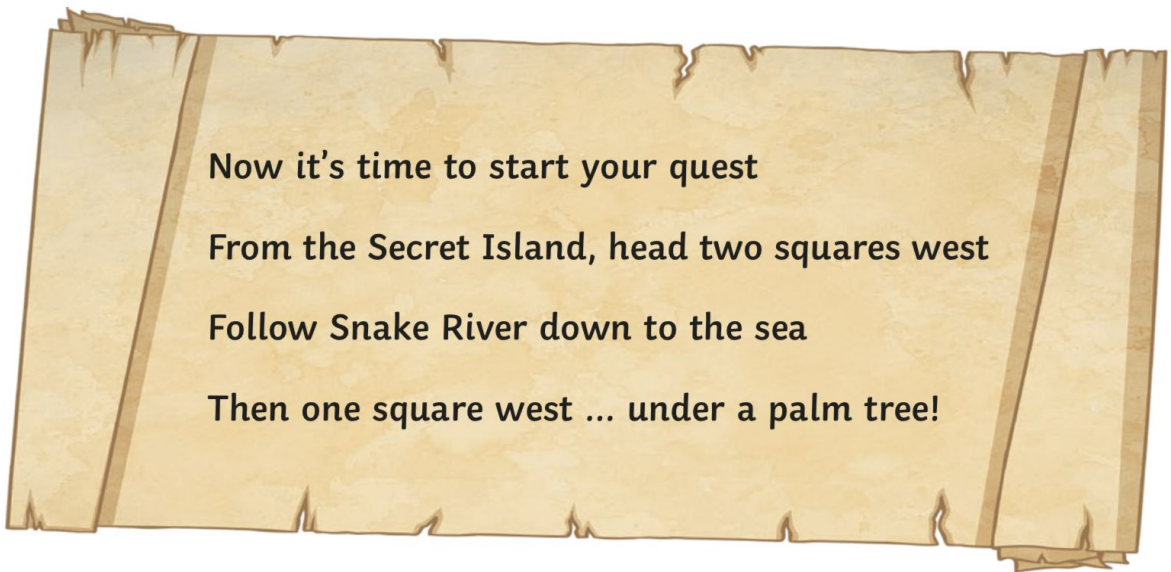 Now it’s time to start your quest
From the Secret Island, head two squares west
Follow Snake River down to the sea
Then one square west ... under a palm tree!